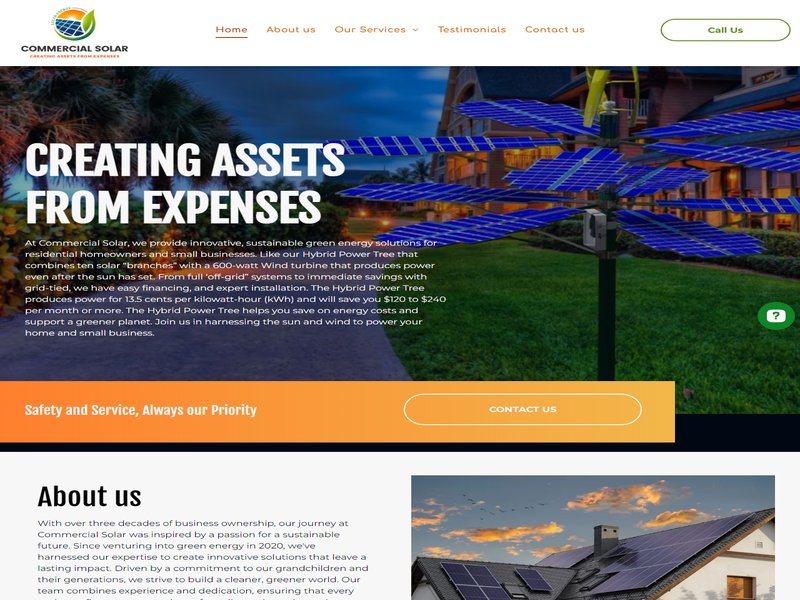 COMMERCIAL SOLAR
CREATING ASSETS FROM EXPENSES
Home
About us
Our Services
Testimonials
Contact us
Call Us
CREATING ASSETS
FROM EXPENSES
At Commercial Solar, we provide innovative, sustainable green energy solutions for
residential homeowners and small businesses. Like our Hybrid Power Tree that
combines ten solar "branches" with a 600-watt Wind turbine that produces power
even after the sun has set. From full 'off-grid” systems to immediate savings with
grid-tied, we have easy financing, and expert installation. The Hybrid Power Tree
produces power for 13.5 cents per kilowatt-hour (kWh) and will save you $120 to $240
per month or more. The Hybrid Power Tree helps you save on energy costs and
support a greener planet. Join us in harnessing the sun and wind to power your
home and small business.
?
Safety and Service, Always our Priority
CONTACT US
About us
With over three decades of business ownership, our journey at
Commercial Solar was inspired by a passion for a sustainable
future. Since venturing into green energy in 2020, we've
harnessed our expertise to create innovative solutions that leave a
lasting impact. Driven by a commitment to our grandchildren and
their generations, we strive to build a cleaner, greener world. Our
team combines experience and dedication, ensuring that every